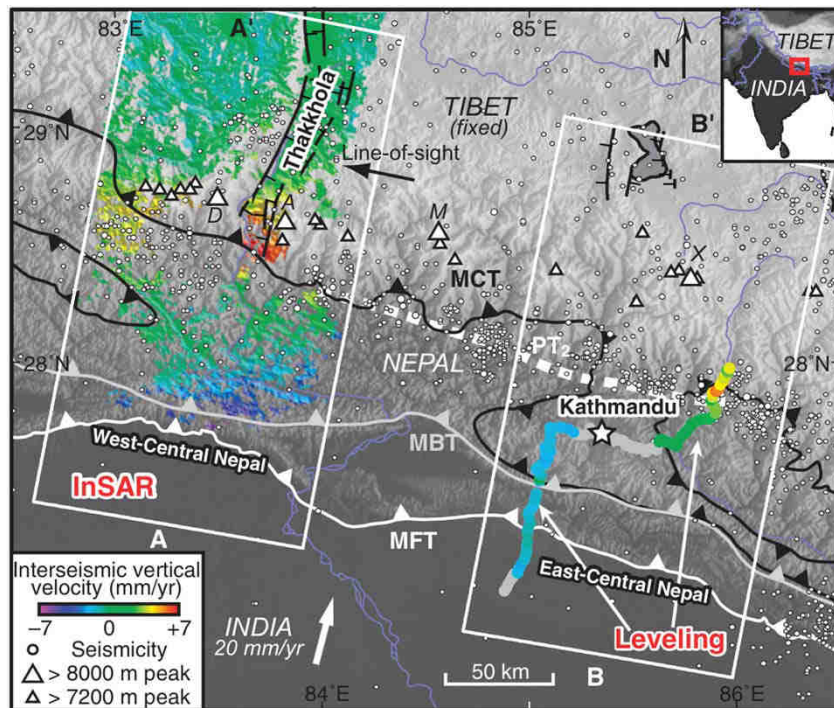 83°E
85°E
A'
N
TIBET
INDIA
Thakkhola
TIBET
(fixed)
B'
29°N
Line-of-sight
D
A
M
X
MCT
28°N
NEPAL
PT2
28°N
Kathmandu
West-Central Nepal
MBT
InSAR
A
MFT
East-Central Nepal
Interseismic vertical
velocity (mm/yr)
−7 0 +7
Seismicity
> 8000 m peak
> 7200 m peak
INDIA
20 mm/yr
Leveling
50 km
B
84°E
86°E